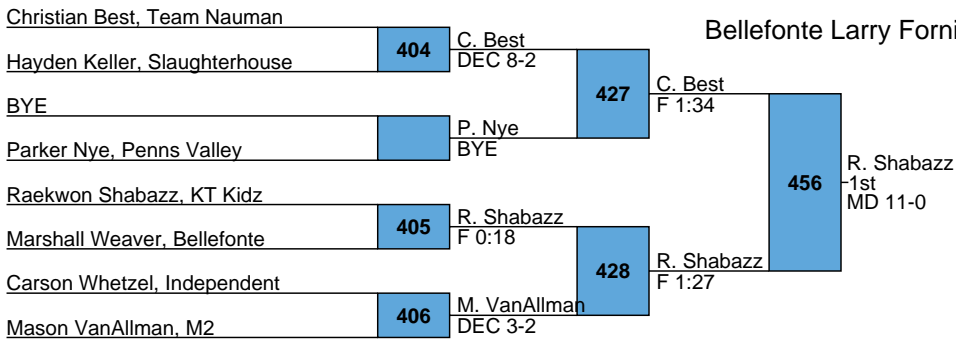 Christian Best, Team Nauman
Bellefonte Larry Forni
404
C. Best
DEC 8-2
Hayden Keller, Slaughterhouse
427
C. Best
F 1:34
BYE
P. Nye
BYE
Parker Nye, Penns Valley
456
R. Shabazz
1st
MD 11-0
Raekwon Shabazz, KT Kidz
405
R. Shabazz
F 0:18
Marshall Weaver, Bellefonte
428
R. Shabazz
F 1:27
Carson Whetzel, Independent
406
M. VanAllman
DEC 3-2
Mason VanAllman, M2